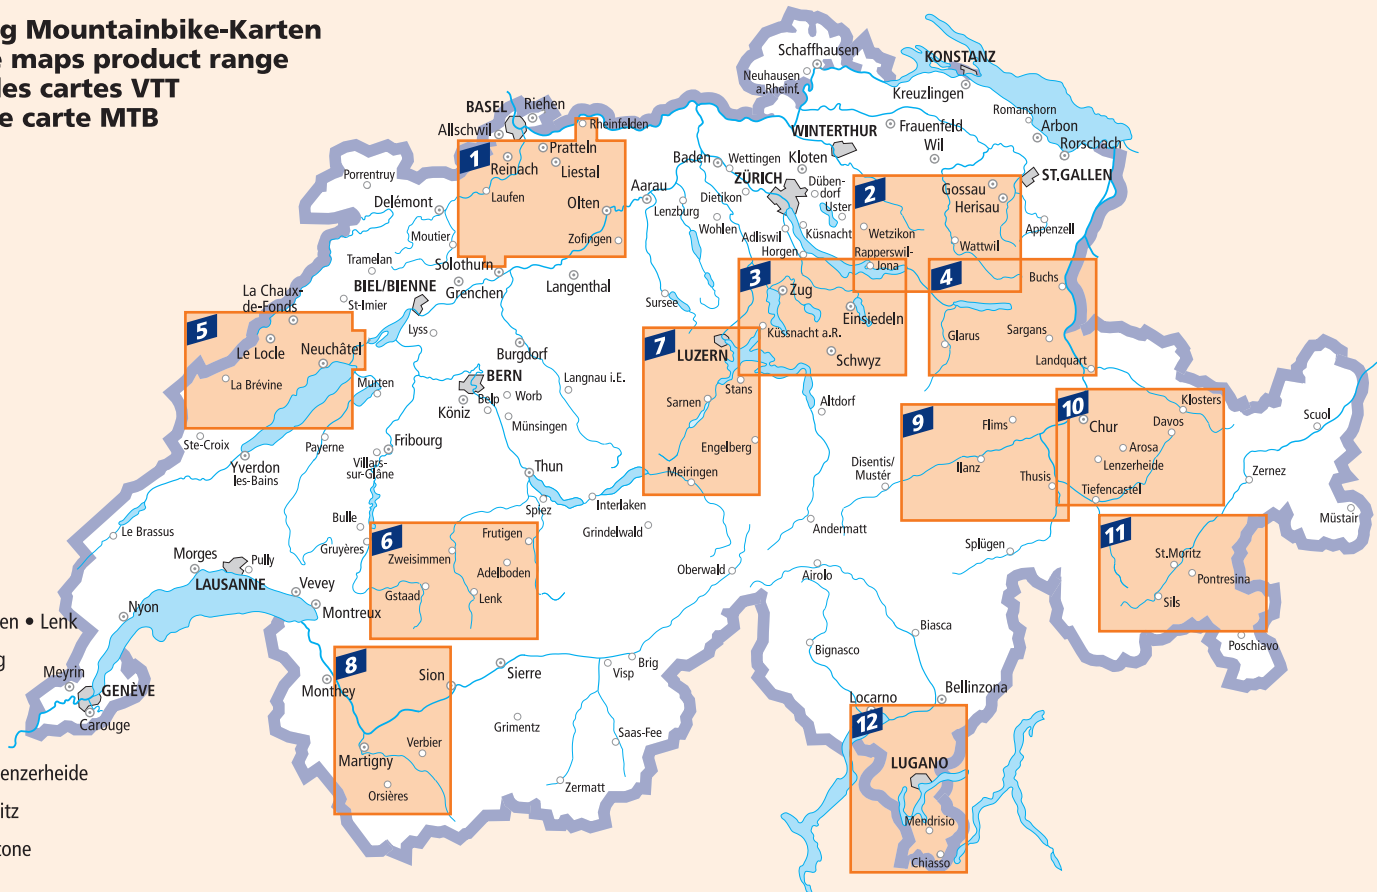 g Mountainbike-Karten
e maps product range
des cartes VTT
e carte MTB
Schaffhausen
Neuhausen
a.Rheinf.
KONSTANZ
Kreuzlingen
Romanshorn
Arbon
Rorschach
BASEL
Riehen
Allschwil
Rheinfelden
WINTERTHUR
Frauenfeld
Wil
1
Pratteln
Reinach
Liestal
Laufen
Baden
Wettingen
Kloten
ZÜRICH
Düben-
dorf
Dietikon
Uster
ST.GALLEN
2
Gossau
Herisau
Porrentruy
Delémont
Aarau
Olten
Lenzburg
Wohlen
Adliswil
Küsnacht
Horgen
Wetzikon
Wattwil
Appenzell
Moutier
Zofingen
Rapperswil-
Jona
Tramelan
Solothurn
Grenchen
Langenthal
BIEL/BIENNE
St-Imier
La Chaux-
de-Fonds
Sursee
3
Zug
Einsiedeln
4
Buchs
5
Le Locle
Neuchâtel
Lyss
La Brévine
Küssnacht a.R.
Schwyz
Glarus
Sargans
Landquart
7
LUZERN
Burgdorf
BERN
Langnau i.E.
Stans
Sarnen
Murten
Belp
Worb
Köniz
Münsingen
Altdorf
9
Flims
10
Klosters
Chur
Davos
Arosa
Lenzerheide
Scuol
Ste-Croix
Payerne
Fribourg
Engelberg
Meiringen
Yverdon
les-Bains
Villars-
sur-Glâne
Thun
Disentis/
Mustér
Ilanz
Thusis
Tiefencastel
Zernez
Spiez
Interlaken
Müstair
Le Brassus
Bulle
Gruyères
6
Frutigen
Grindelwald
Andermatt
Splügen
11
Zweisimmen
Adelboden
St.Moritz
Pontresina
Morges
Pully
LAUSANNE
Vevey
Montreux
Gstaad
Lenk
Oberwald
Airolo
Sils
Nyon
en • Lenk
Biasca
Poschiavo
g
Meyrin
GENÈVE
Carouge
8
Sion
Sierre
Visp
Brig
Bignasco
Monthey
Locarno
Bellinzona
Grimentz
Saas-Fee
12
Martigny
Verbier
LUGANO
enzerheide
Orsières
Zermatt
itz
Mendrisio
one
Chiasso